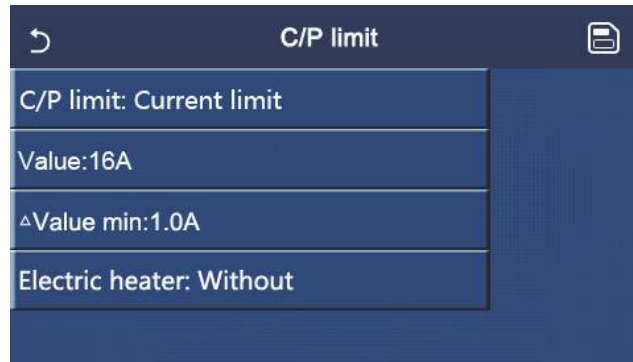 C/P limit
C/P limit: Current limit
Value:16A
△Value min:1.0A
Electric heater: Without